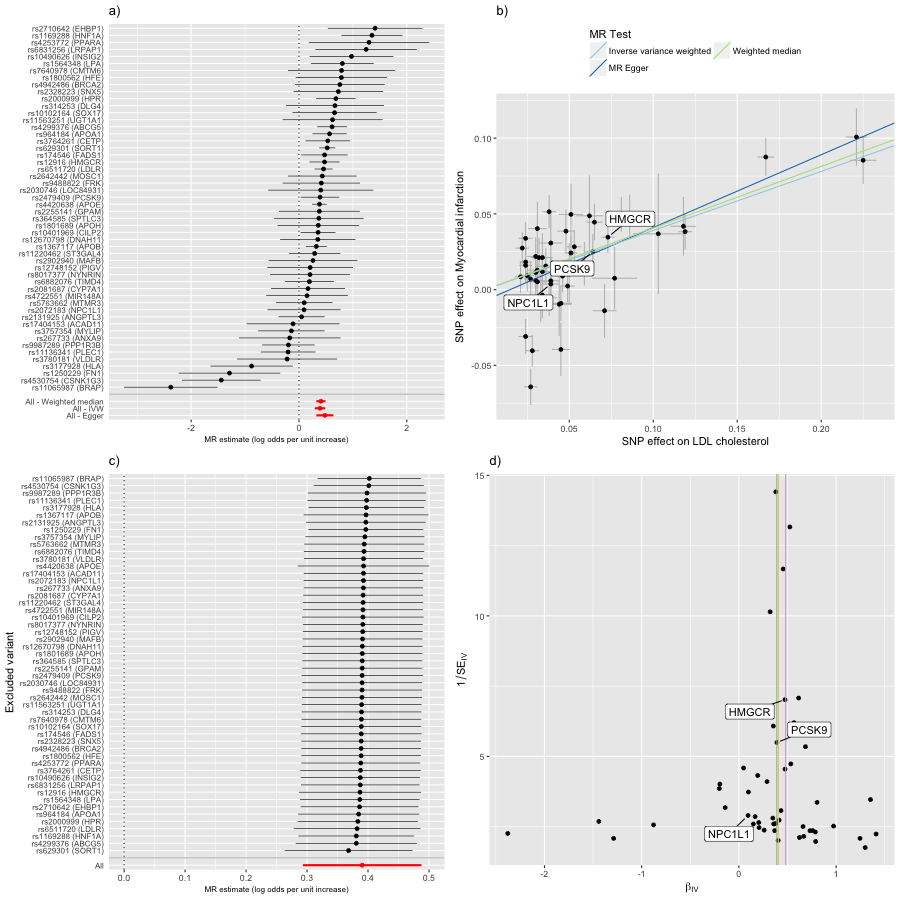 a)
rs2710642 (EHBP1)
rs1169288 (HNF1A)
rs4253772 (PPARA)
rs6831256 (LRPAP1)
rs10490626 (INSIG2)
rs1564348 (LPA)
rs7640978 (CMTM6)
rs1800562 (HFE)
rs4942486 (BRCA2)
rs2328223 (SNX5)
rs2000999 (HPR)
rs314253 (DLG4)
rs10102164 (SOX17)
rs11563251 (UGT1A1)
rs4299376 (ABCG5)
rs964184 (APOA1)
rs3764261 (CETP)
rs629301 (SORT1)
rs174546 (FADS1)
rs12916 (HMGCR)
rs6511720 (LDLR)
rs2642442 (MOSC1)
rs9488822 (FRK)
rs2030746 (LOC84931)
rs2479409 (PCSK9)
rs4420638 (APOE)
rs2255141 (GPAM)
rs364585 (SPTLC3)
rs1801689 (APOH)
rs10401969 (CILP2)
rs12670798 (DNAH11)
rs1367117 (APOB)
rs11220462 (ST3GAL4)
rs2902940 (MAFB)
rs12748152 (PIGV)
rs8017377 (NYNRIN)
rs6882076 (TIMD4)
rs2081687 (CYP7A1)
rs4722551 (MIR148A)
rs5763662 (MTMR3)
rs2072183 (NPC1L1)
rs2131925 (ANGPTL3)
rs17404153 (ACAD11)
rs3757354 (MYLIP)
rs267733 (ANXA9)
rs9987289 (PPP1R3B)
rs11136341 (PLEC1)
rs3780181 (VLDLR)
rs3177928 (HLA)
rs1250229 (FN1)
rs4530754 (CSNK1G3)
rs11065987 (BRAP)
All - Weighted median
All - IVW
All - Egger
-2 0 2
MR estimate (log odds per unit increase)
b)
MR Test
Inverse variance weighted
Weighted median
MR Egger
SNP effect on Myocardial infarction
0.10
0.05
0.00
-0.05
HMGCR
PCSK9
NPC1L1
0.05 0.10 0.15 0.20
SNP effect on LDL cholesterol
c)
Excluded variant
rs11065987 (BRAP)
rs4530754 (CSNK1G3)
rs9987289 (PPP1R3B)
rs11136341 (PLEC1)
rs3177928 (HLA)
rs1367117 (APOB)
rs2131925 (ANGPTL3)
rs1250229 (FN1)
rs3757354 (MYLIP)
rs5763662 (MTMR3)
rs6882076 (TIMD4)
rs3780181 (VLDLR)
rs4420638 (APOE)
rs17404153 (ACAD11)
rs2072183 (NPC1L1)
rs267733 (ANXA9)
rs2081687 (CYP7A1)
rs11220462 (ST3GAL4)
rs4722551 (MIR148A)
rs10401969 (CILP2)
rs8017377 (NYNRIN)
rs12748152 (PIGV)
rs2902940 (MAFB)
rs12670798 (DNAH11)
rs1801689 (APOH)
rs364585 (SPTLC3)
rs2255141 (GPAM)
rs2479409 (PCSK9)
rs2030746 (LOC84931)
rs9488822 (FRK)
rs2642442 (MOSC1)
rs11563251 (UGT1A1)
rs314253 (DLG4)
rs7640978 (CMTM6)
rs10102164 (SOX17)
rs174546 (FADS1)
rs2328223 (SNX5)
rs4942486 (BRCA2)
rs1800562 (HFE)
rs4253772 (PPARA)
rs3764261 (CETP)
rs10490626 (INSIG2)
rs12916 (HMGCR)
rs1564348 (LPA)
rs2710642 (EHBP1)
rs964184 (APOA1)
rs2000999 (HPR)
rs6511720 (LDLR)
rs1169288 (HNF1A)
rs4299376 (ABCG5)
rs629301 (SORT1)
All
0.0 0.1 0.2 0.3 0.4 0.5
MR estimate (log odds per unit increase)
d)
1/SE_IV
15
10
5
HMGCR
PCSK9
NPC1L1
-2 -1 0 1
β_IV